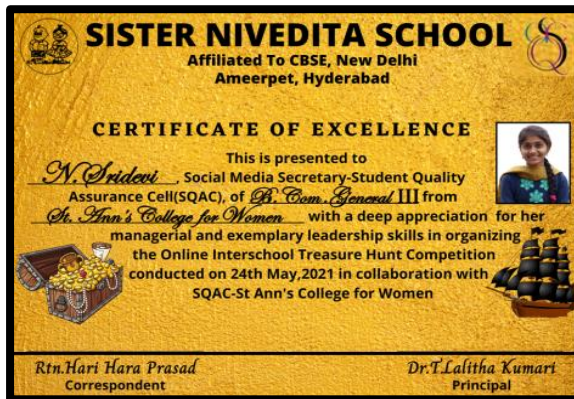 SISTER NIVEDITA SCHOOL
Affiliated To CBSE, New Delhi
Ameerpet, Hyderabad
CERTIFICATE OF EXCELLENCE
This is presented to
N.Sridevi , Social Media Secretary-Student Quality
Assurance Cell(SQAC), of B.Com.General III from
St. Ann's College for Women with a deep appreciation for her
managerial and exemplary leadership skills in organizing
the Online Interschool Treasure Hunt Competition
conducted on 24th May,2021 in collaboration with
SQAC-St Ann's College for Women
Rtn.Hari Hara Prasad
Correspondent
Dr.T.Lalitha Kumari
Principal